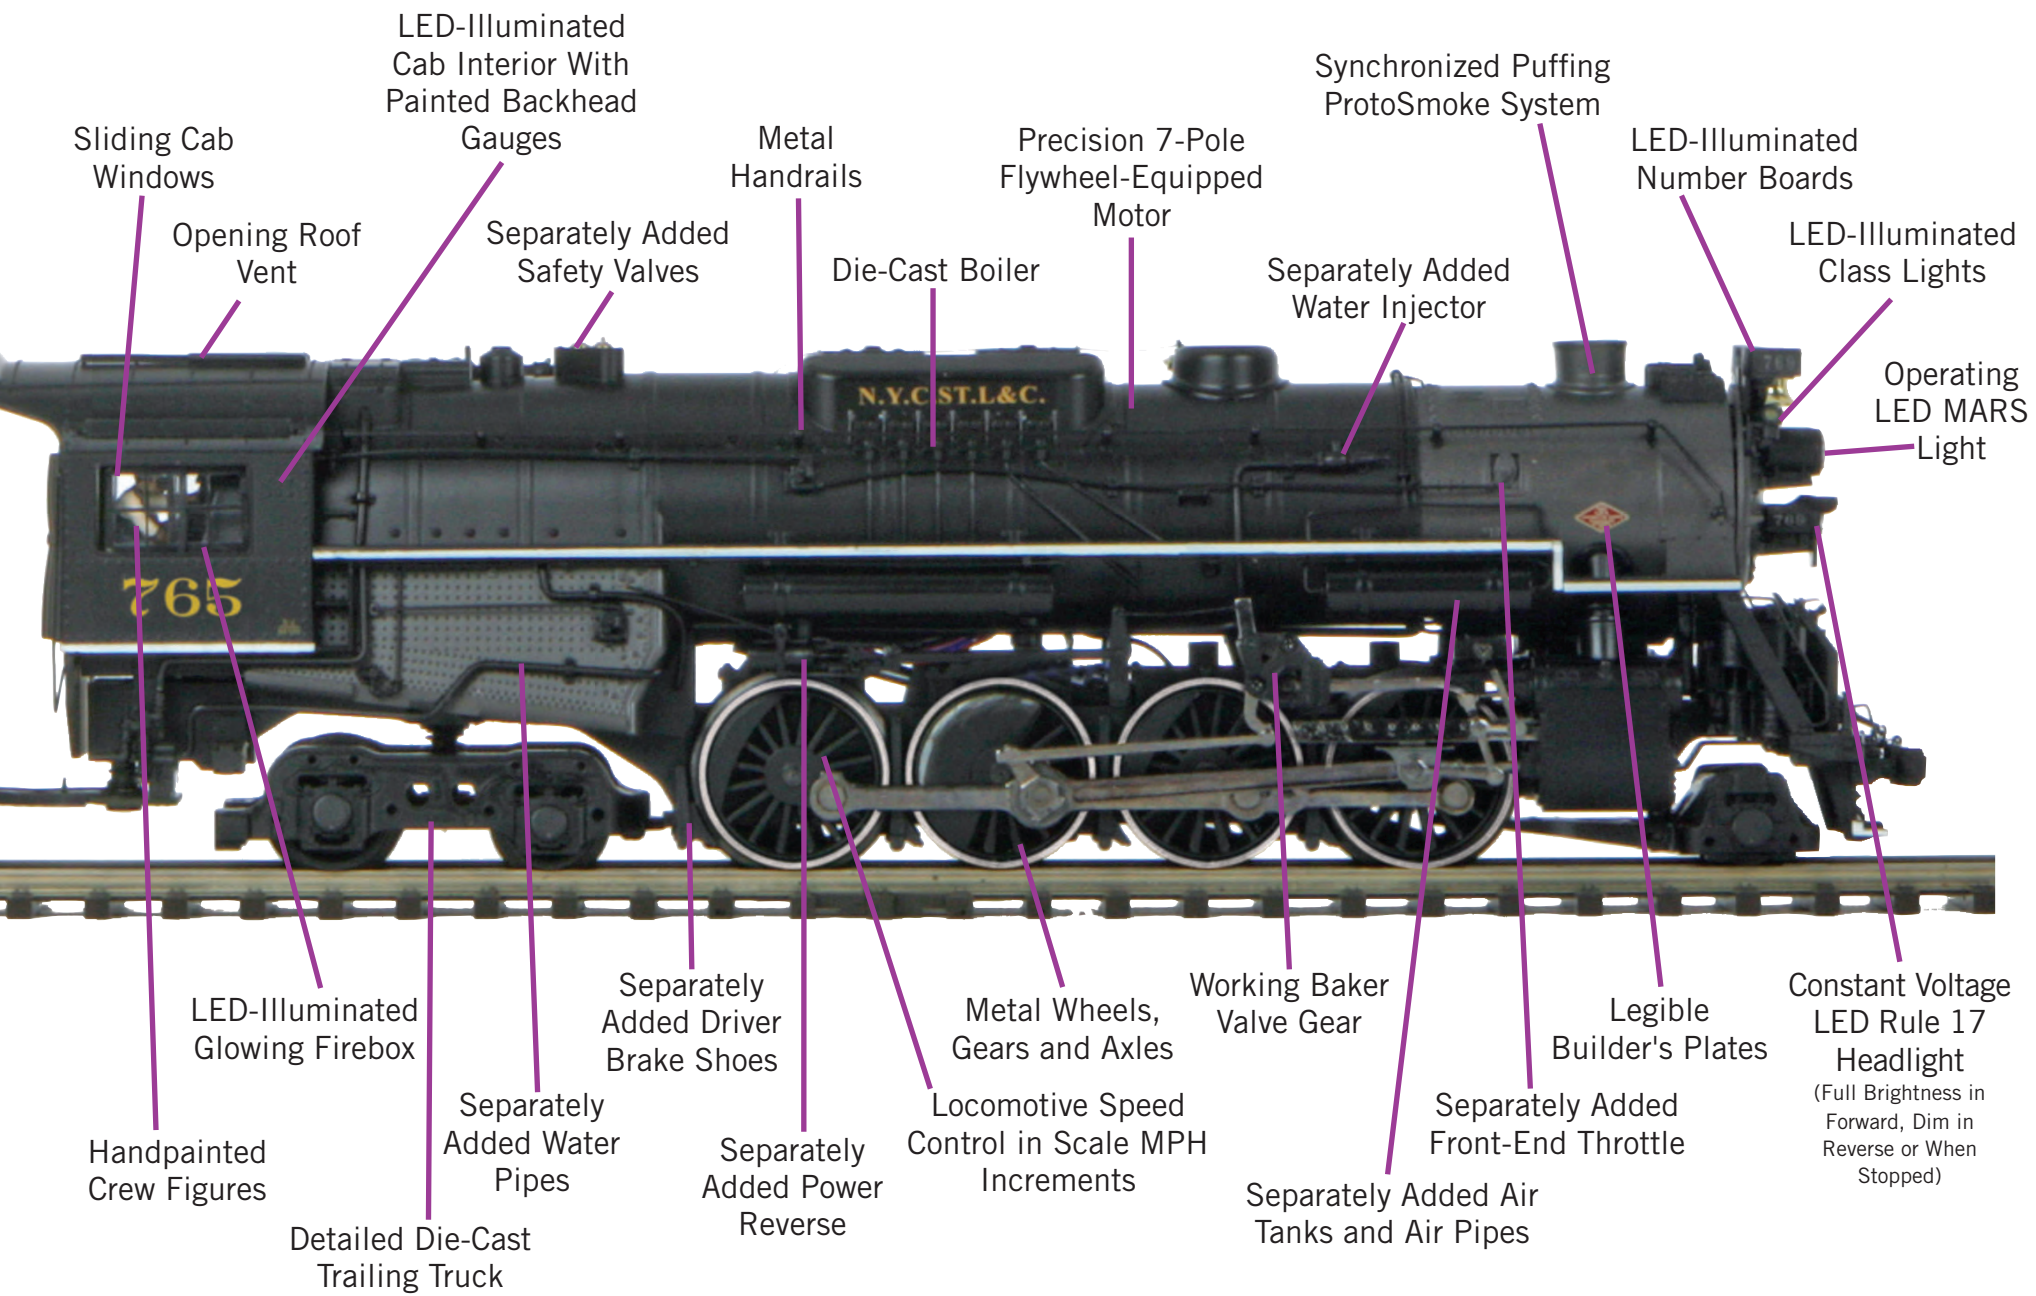 LED-Illuminated
Cab Interior With
Painted Backhead
Gauges
Synchronized Puffing
ProtoSmoke System
Sliding Cab
Windows
Metal
Handrails
Precision 7-Pole
Flywheel-Equipped
Motor
LED-Illuminated
Number Boards
Opening Roof
Vent
Separately Added
Safety Valves
Die-Cast Boiler
Separately Added
Water Injector
LED-Illuminated
Class Lights
Operating
LED MARS
Light
N.Y.C.ST.L&C.
765
765
LED-Illuminated
Glowing Firebox
Separately
Added Driver
Brake Shoes
Metal Wheels,
Gears and Axles
Working Baker
Valve Gear
Legible
Builder's Plates
Constant Voltage
LED Rule 17
Headlight
(Full Brightness in
Forward, Dim in
Reverse or When
Stopped)
Handpainted
Crew Figures
Separately
Added Water
Pipes
Separately
Added Power
Reverse
Locomotive Speed
Control in Scale MPH
Increments
Separately Added
Front-End Throttle
Separately Added Air
Tanks and Air Pipes
Detailed Die-Cast
Trailing Truck